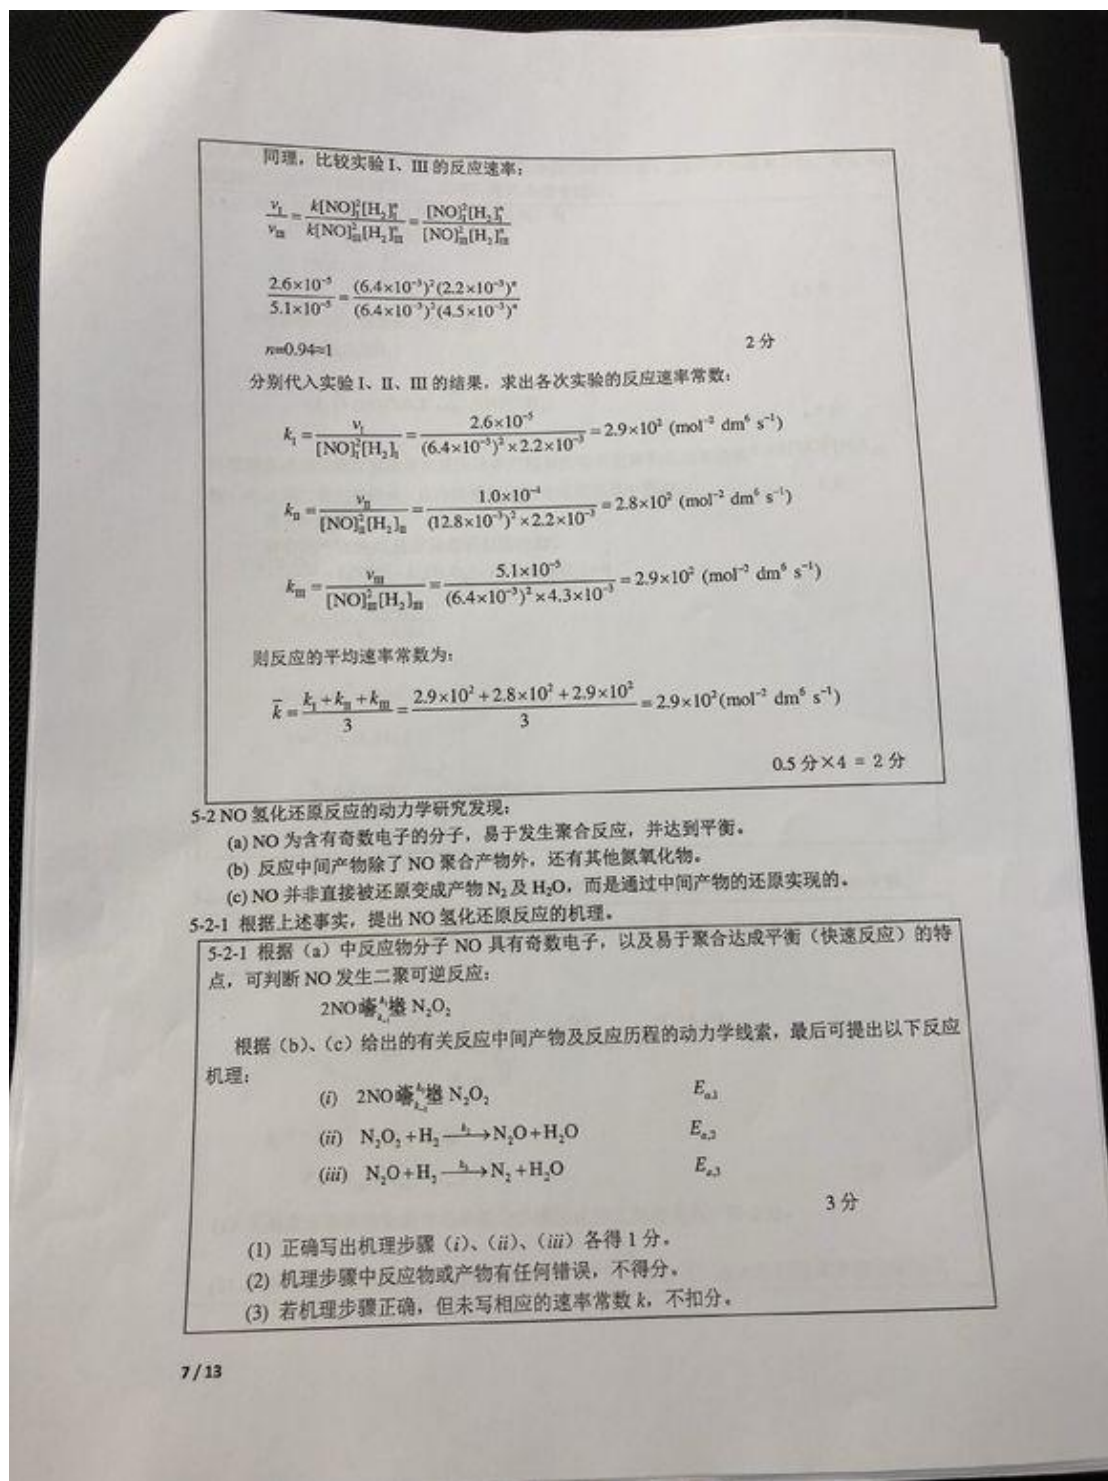 同理，比较实验 I、III 的反应速率：
v_I/v_III = k[NO]_I^2[H2]_I^n / k[NO]_III^2[H2]_III^n = [NO]_I^2[H2]_I^n / [NO]_III^2[H2]_III^n
2.6×10⁻⁵/5.1×10⁻⁵ = (6.4×10⁻³)²(2.2×10⁻³)ⁿ / (6.4×10⁻³)²(4.5×10⁻³)ⁿ
n=0.94≈1 2 分
分别代入实验 I、II、III 的结果，求出各次实验的反应速率常数：
k_I = v_I/[NO]_I^2[H2]_I = 2.6×10⁻⁵/(6.4×10⁻³)²×2.2×10⁻³ = 2.9×10² (mol⁻² dm⁶ s⁻¹)
k_II = v_II/[NO]_II^2[H2]_II = 1.0×10⁻⁴/(12.8×10⁻³)²×2.2×10⁻³ = 2.8×10² (mol⁻² dm⁶ s⁻¹)
k_III = v_III/[NO]_III^2[H2]_III = 5.1×10⁻⁵/(6.4×10⁻³)²×4.3×10⁻³ = 2.9×10² (mol⁻² dm⁶ s⁻¹)
则反应的平均速率常数为：
k̄ = (k_I + k_II + k_III)/3 = (2.9×10² + 2.8×10² + 2.9×10²)/3 = 2.9×10² (mol⁻² dm⁶ s⁻¹)
0.5 分×4 = 2 分
5-2 NO 氢化还原反应的动力学研究发现：
(a) NO 为含有奇数电子的分子，易于发生聚合反应，并达到平衡。
(b) 反应中间产物除了 NO 聚合产物外，还有其他氮氧化物。
(c) NO 并非直接被还原变成产物 N₂ 及 H₂O，而是通过中间产物的还原实现的。
5-2-1 根据上述事实，提出 NO 氢化还原反应的机理。
5-2-1 根据（a）中反应物分子 NO 具有奇数电子，以及易于聚合达成平衡（快速反应）的特
点，可判断 NO 发生二聚可逆反应：
2NO N₂O₂
根据（b）、（c）给出的有关反应中间产物及反应历程的动力学线索，最后可提出以下反应
机理：
(i) 2NO N₂O₂ E_a,1
(ii) N₂O₂+H₂ —k₂→ N₂O+H₂O E_a,2
(iii) N₂O+H₂ —k₃→ N₂+H₂O E_a,3
3 分
(1) 正确写出机理步骤（i）、（ii）、（iii）各得 1 分。
(2) 机理步骤中反应物或产物有任何错误，不得分。
(3) 若机理步骤正确，但未写相应的速率常数 k，不扣分。
7 / 13